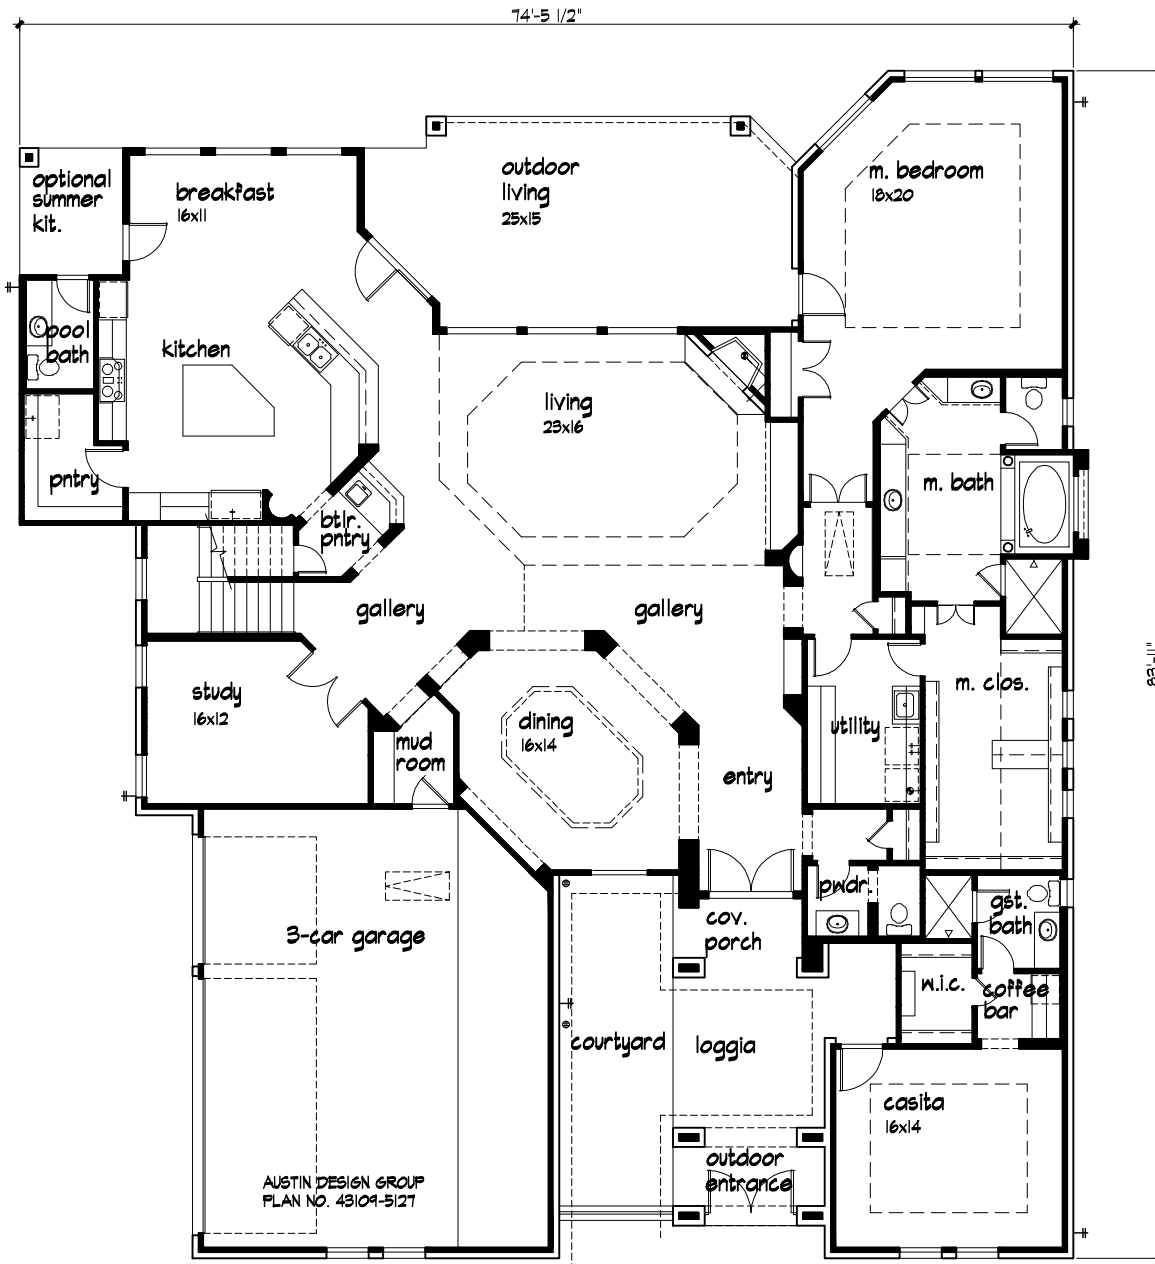 74'-5 1/2"
optional
summer
kit.
breakfast
16x11
outdoor
living
25x15
m. bedroom
18x20
pool
bath
kitchen
living
23x16
pntry
m. bath
btlr.
pntry
gallery
gallery
study
16x12
dining
16x14
mud
room
m. clos.
utility
entry
3-car garage
pwdr.
cov.
porch
gst.
bath
w.i.c.
coffee
bar
courtyard
loggia
casita
16x14
outdoor
entrance
AUSTIN DESIGN GROUP
PLAN NO. 43109-5127